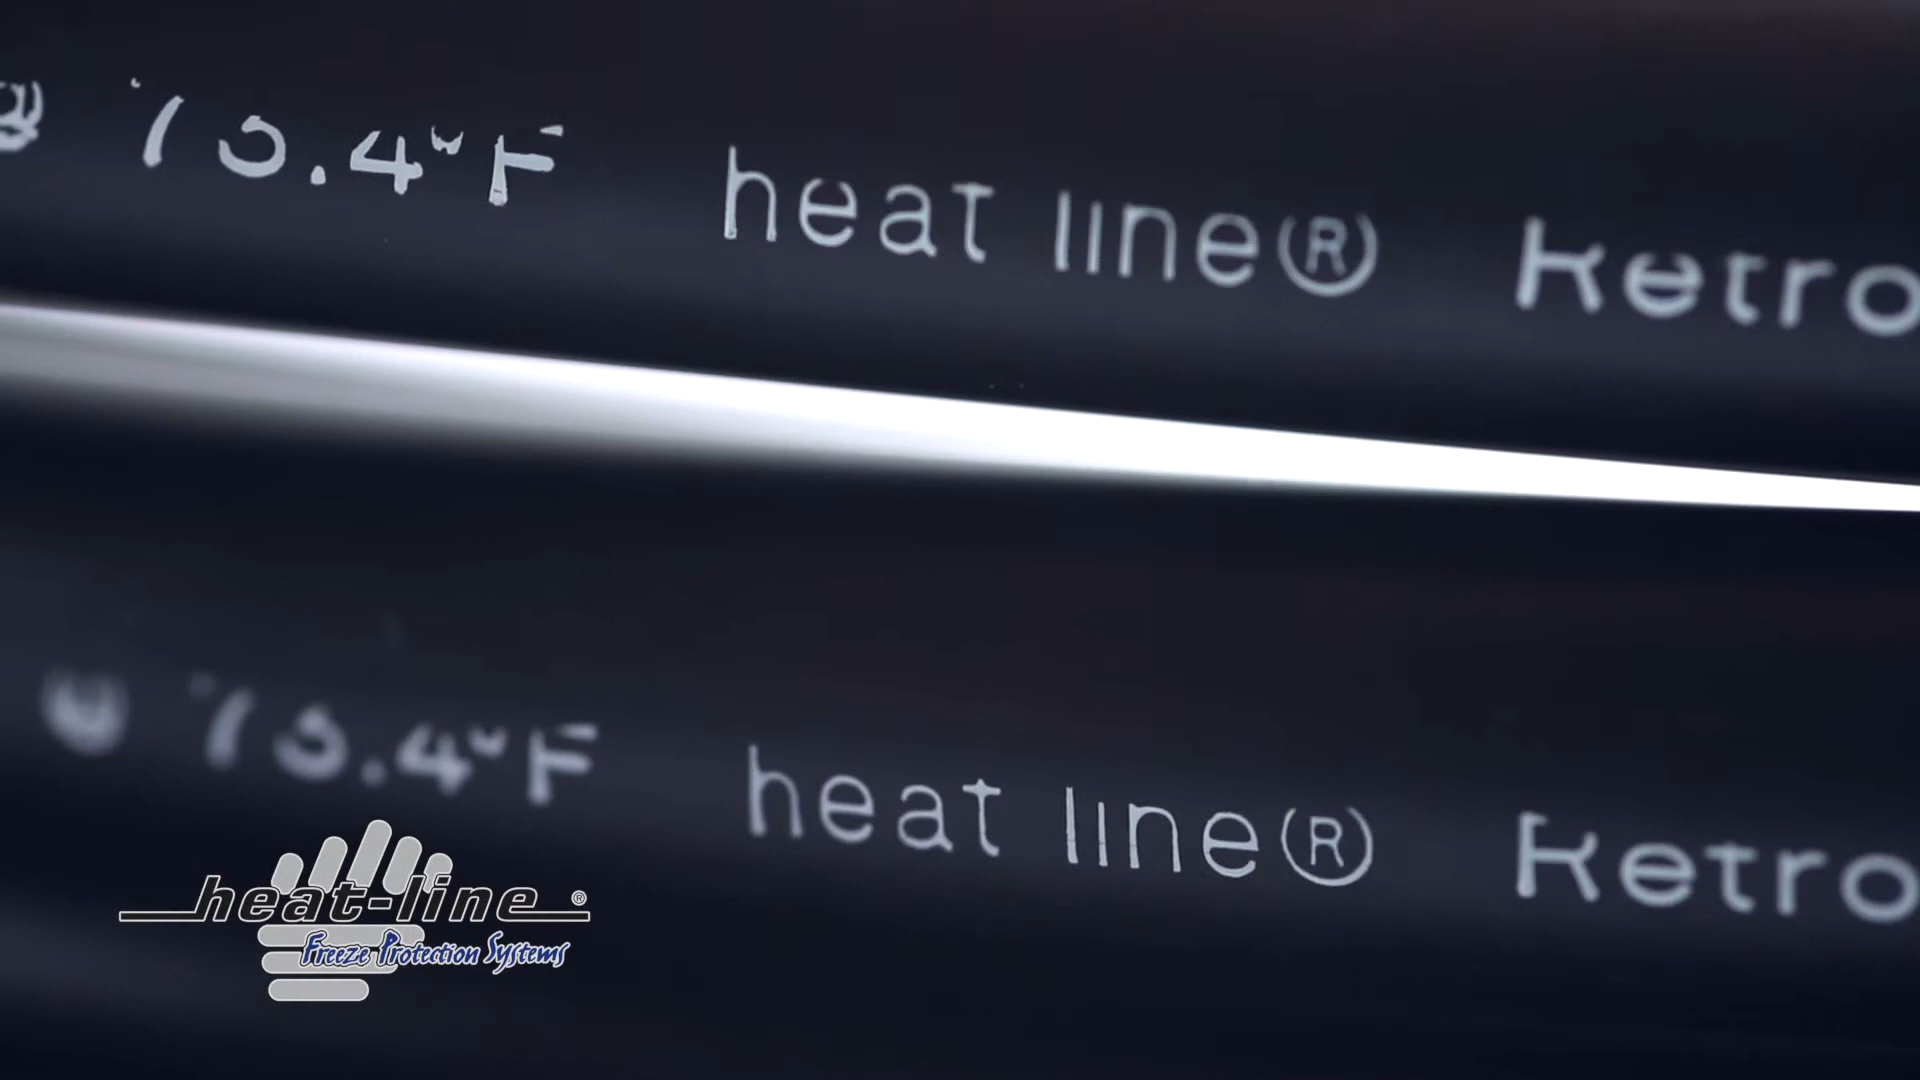 @ 73.4°F heat line® Retro
@ 73.4°F heat line® Retro
heat-line®
Freeze Protection Systems